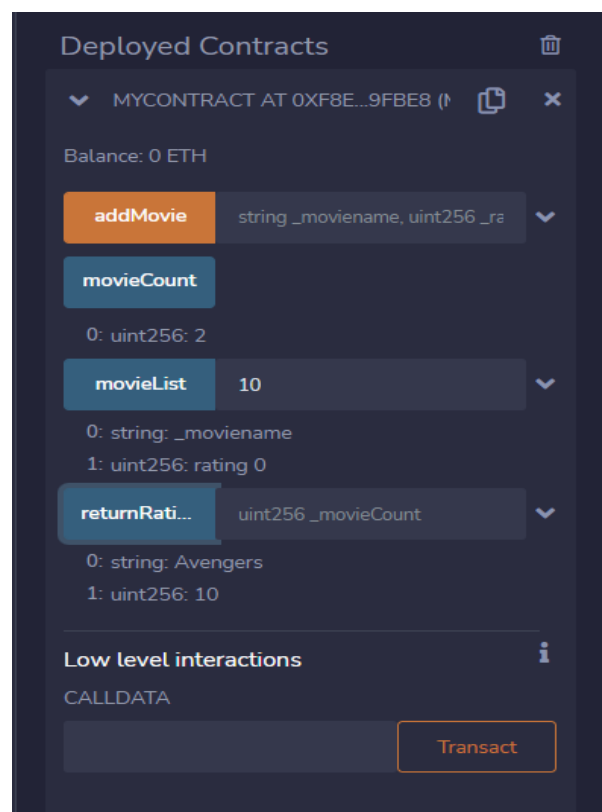 Deployed Contracts
MYCONTRACT AT 0XF8E...9FBE8 (M
Balance: 0 ETH
addMovie string _moviename, uint256 _ra
movieCount
0: uint256: 2
movieList 10
0: string: _moviename
1: uint256: rating 0
returnRati... uint256 _movieCount
0: string: Avengers
1: uint256: 10
Low level interactions
CALLDATA
Transact